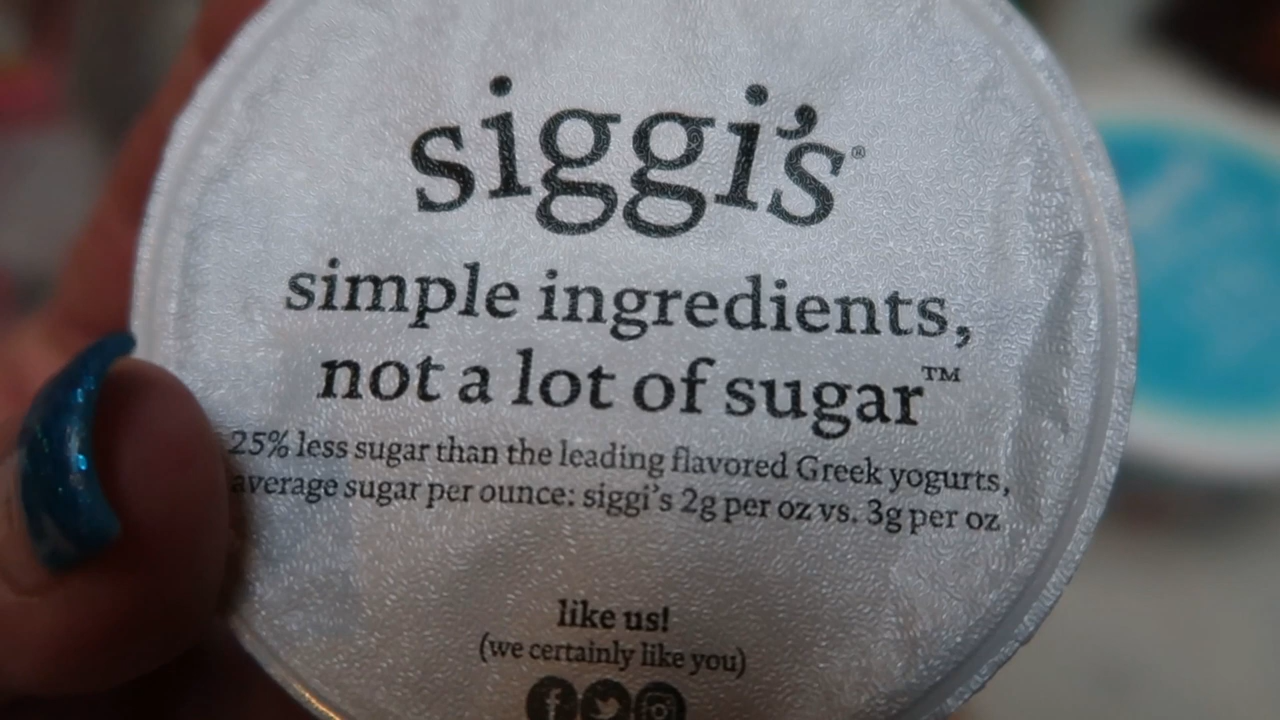 siggi's®
simple ingredients,
not a lot of sugar™
25% less sugar than the leading flavored Greek yogurts,
average sugar per ounce: siggi's 2g per oz vs. 3g per oz
like us!
(we certainly like you)